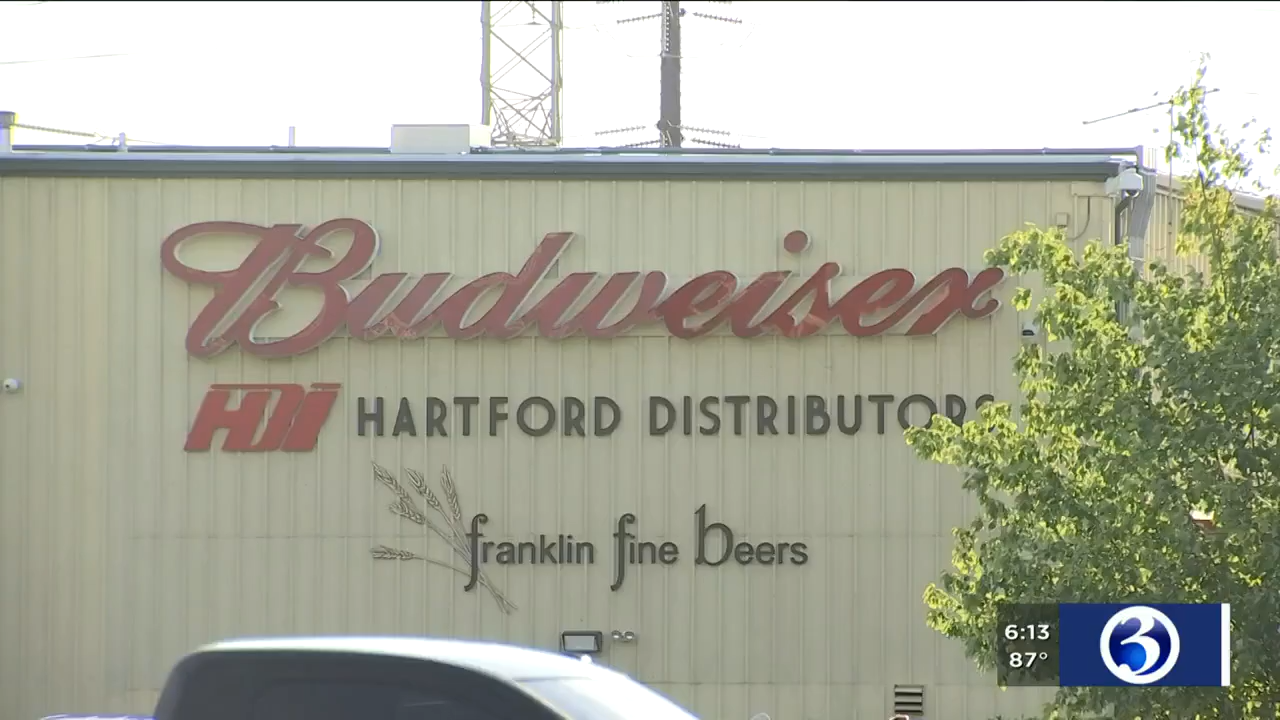 Budweiser
HDI HARTFORD DISTRIBUTORS
franklin fine beers
6:13
87°
3